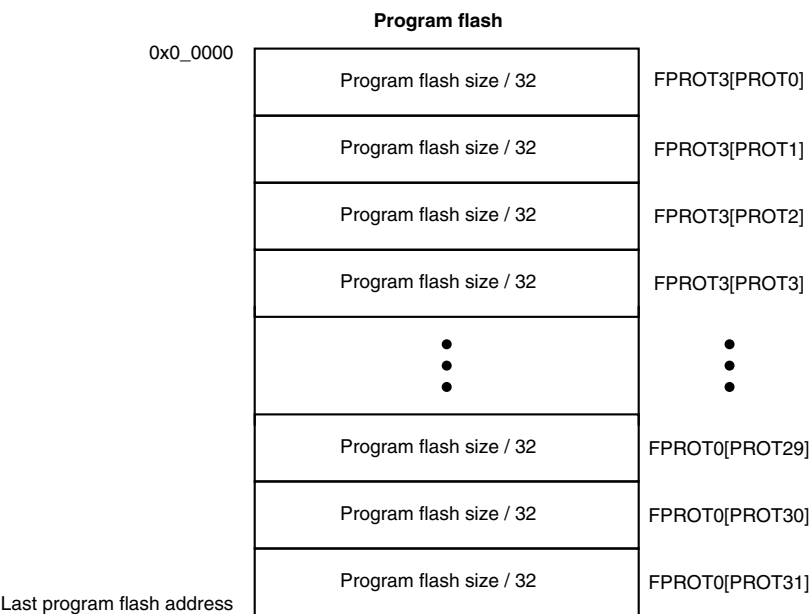 Program flash
0x0_0000
Program flash size / 32 FPROT3[PROT0]
Program flash size / 32 FPROT3[PROT1]
Program flash size / 32 FPROT3[PROT2]
Program flash size / 32 FPROT3[PROT3]
Program flash size / 32 FPROT0[PROT29]
Program flash size / 32 FPROT0[PROT30]
Program flash size / 32 FPROT0[PROT31]
Last program flash address